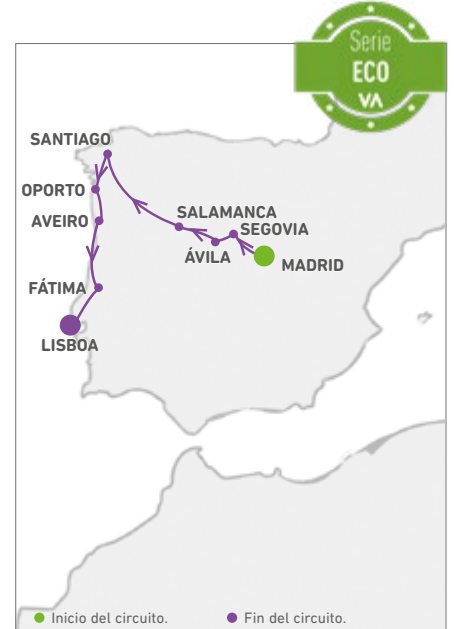 Serie
ECO
VA
SANTIAGO
OPORTO
SALAMANCA
AVEIRO
SEGOVIA
ÁVILA
MADRID
FÁTIMA
LISBOA
Inicio del circuito.
Fin del circuito.